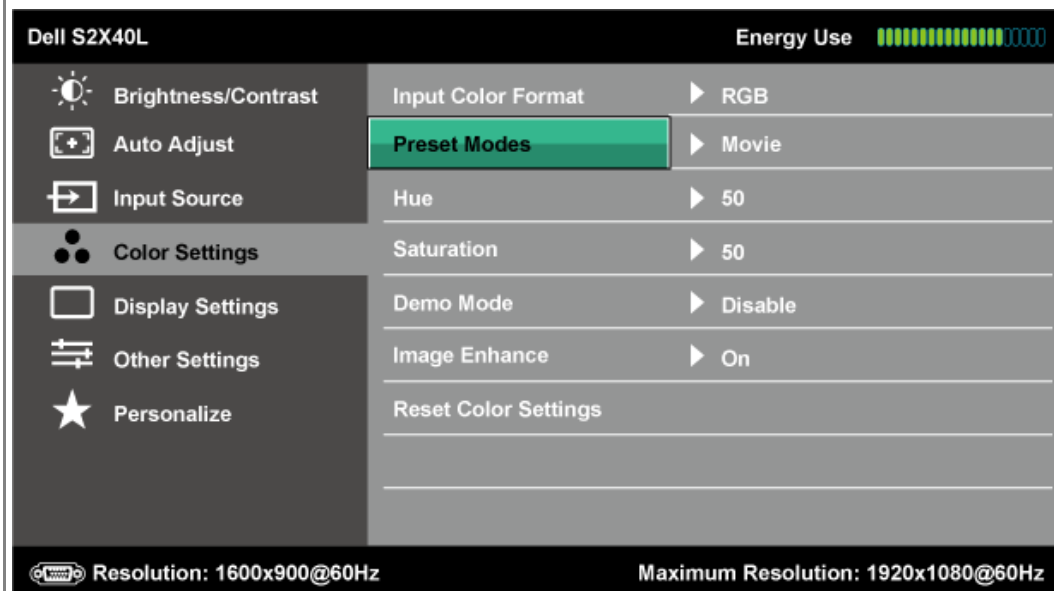 Dell S2X40L Energy Use
Brightness/Contrast Input Color Format RGB
Auto Adjust Preset Modes Movie
Input Source Hue 50
Color Settings Saturation 50
Display Settings Demo Mode Disable
Other Settings Image Enhance On
Personalize Reset Color Settings
Resolution: 1600x900@60Hz Maximum Resolution: 1920x1080@60Hz